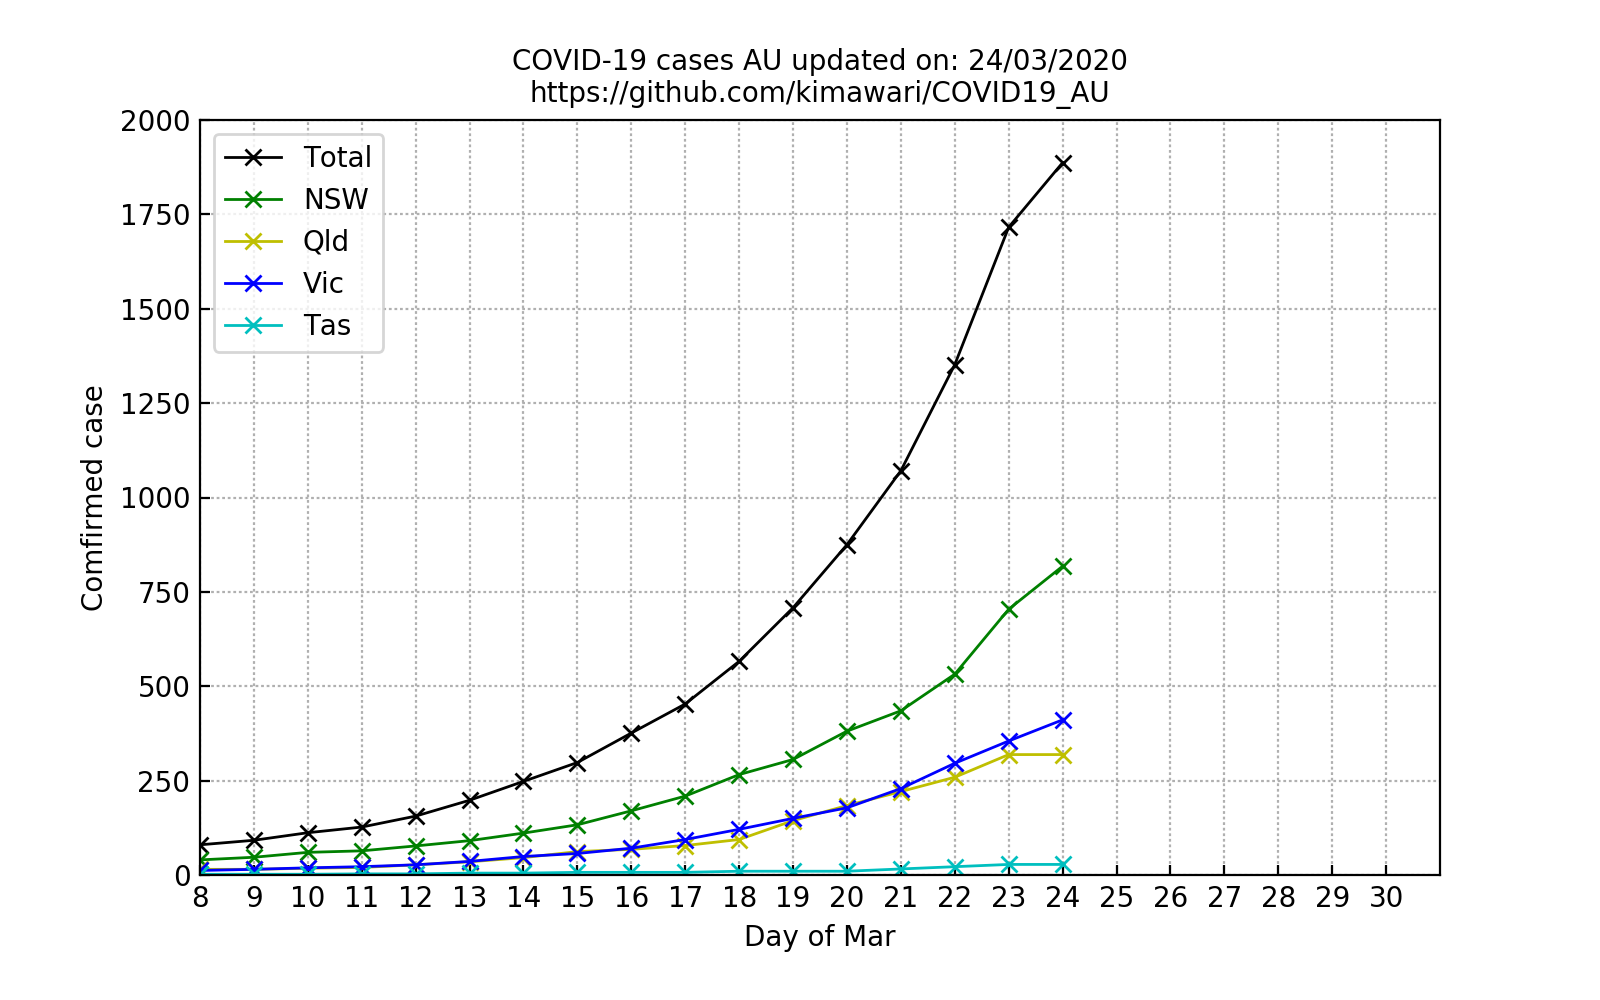 COVID-19 cases AU updated on: 24/03/2020
https://github.com/kimawari/COVID19_AU
2000
1750
1500
1250
1000
750
500
250
0
Comfirmed case
Total
NSW
Qld
Vic
Tas
8 9 10 11 12 13 14 15 16 17 18 19 20 21 22 23 24 25 26 27 28 29 30
Day of Mar